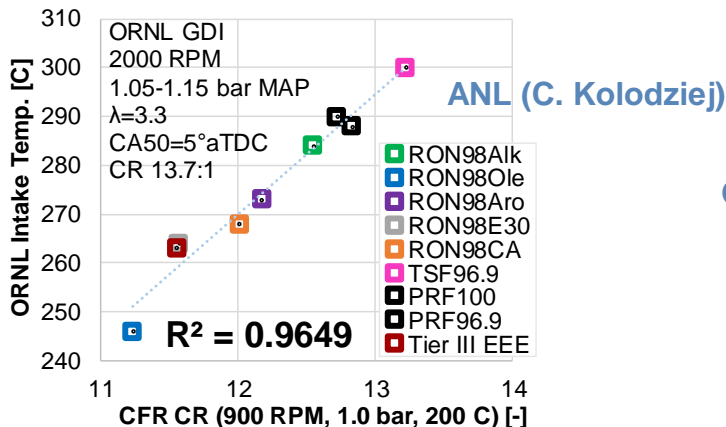 310
300
290
280
270
260
250
240
ORNL Intake Temp. [C]
ORNL GDI
2000 RPM
1.05-1.15 bar MAP
λ=3.3
CA50=5°aTDC
CR 13.7:1
ANL (C. Kolodziej)
RON98Alk
RON98Ole
RON98Aro
RON98E30
RON98CA
TSF96.9
PRF100
PRF96.9
Tier III EEE
R² = 0.9649
11 12 13 14
CFR CR (900 RPM, 1.0 bar, 200 C) [-]